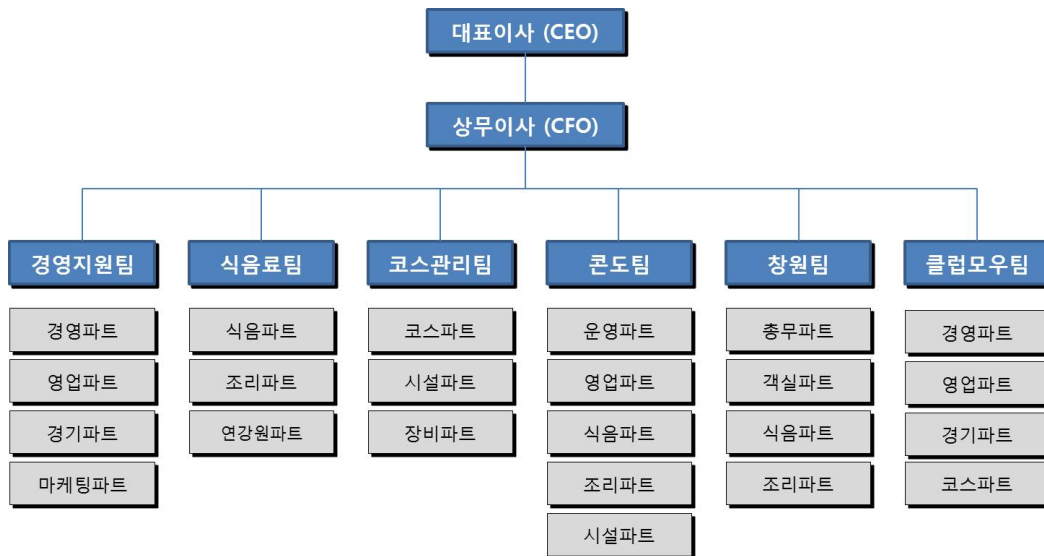 대표이사 (CEO)
상무이사 (CFO)
경영지원팀
식음료팀
코스관리팀
콘도팀
창원팀
클럽모우팀
경영파트
영업파트
경기파트
마케팅파트
식음파트
조리파트
연강원파트
코스파트
시설파트
장비파트
운영파트
영업파트
식음파트
조리파트
시설파트
총무파트
객실파트
식음파트
조리파트
경영파트
영업파트
경기파트
코스파트